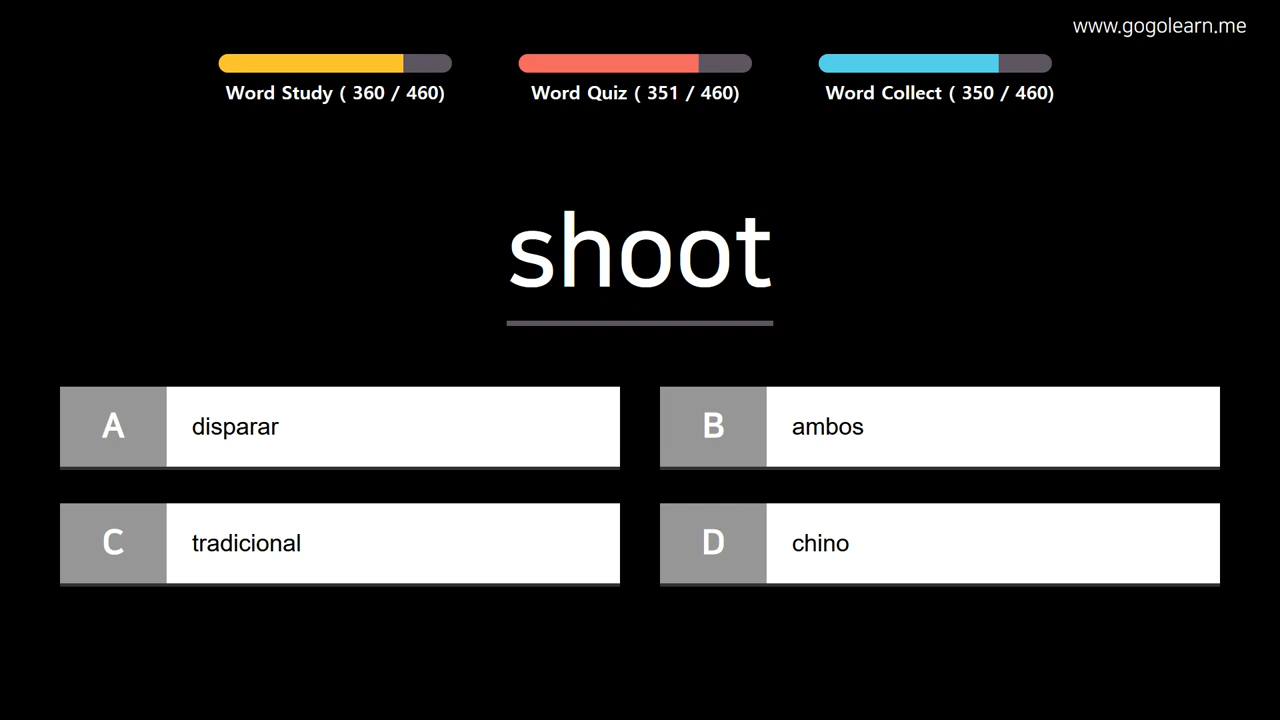 www.gogolearn.me
Word Study ( 360 / 460)
Word Quiz ( 351 / 460)
Word Collect ( 350 / 460)
shoot
A disparar
B ambos
C tradicional
D chino